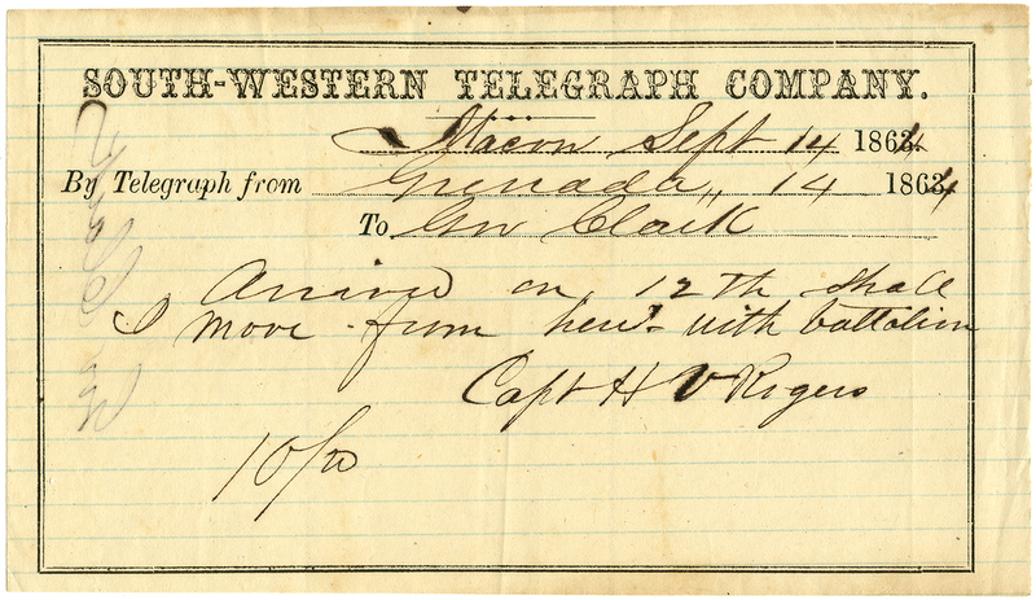 SOUTH-WESTERN TELEGRAPH COMPANY.
Macon Sept 14 1864
By Telegraph from Grenada,, 14 1864
To Gov Clark
Arrived on 12th shall
I move from here with battalion
Capt H V Rogers
10/